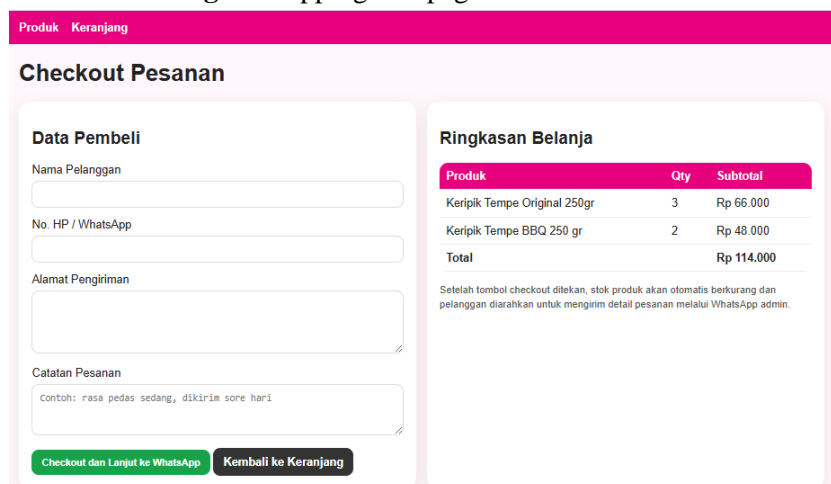 Produk Keranjang
Checkout Pesanan
Data Pembeli
Nama Pelanggan
No. HP / WhatsApp
Alamat Pengiriman
Catatan Pesanan
Contoh: rasa pedas sedang, dikirim sore hari
Checkout dan Lanjut ke WhatsApp Kembali ke Keranjang
Ringkasan Belanja
Produk Qty Subtotal
Keripik Tempe Original 250gr 3 Rp 66.000
Keripik Tempe BBQ 250 gr 2 Rp 48.000
Total Rp 114.000
Setelah tombol checkout ditekan, stok produk akan otomatis berkurang dan
pelanggan diarahkan untuk mengirim detail pesanan melalui WhatsApp admin.